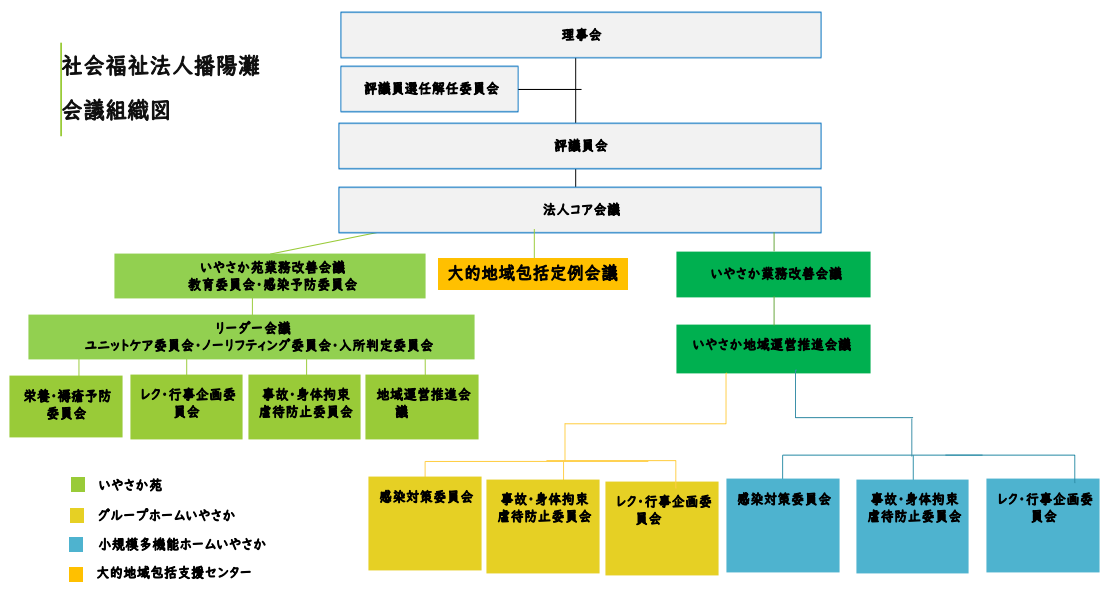 社会福祉法人播陽灘
会議組織図
理事会
評議員選任解任委員会
評議員会
法人コア会議
いやさか苑業務改善会議
教育委員会・感染予防委員会
大的地域包括定例会議
いやさか業務改善会議
リーダー会議
ユニットケア委員会・ノーリフティング委員会・入所判定委員会
いやさか地域運営推進会議
栄養・褥瘡予防
委員会
レク・行事企画委
員会
事故・身体拘束
虐待防止委員会
地域運営推進会
議
感染対策委員会
事故・身体拘束
虐待防止委員会
レク・行事企画委
員会
感染対策委員会
事故・身体拘束
虐待防止委員会
レク・行事企画委
員会
いやさか苑
グループホームいやさか
小規模多機能ホームいやさか
大的地域包括支援センター